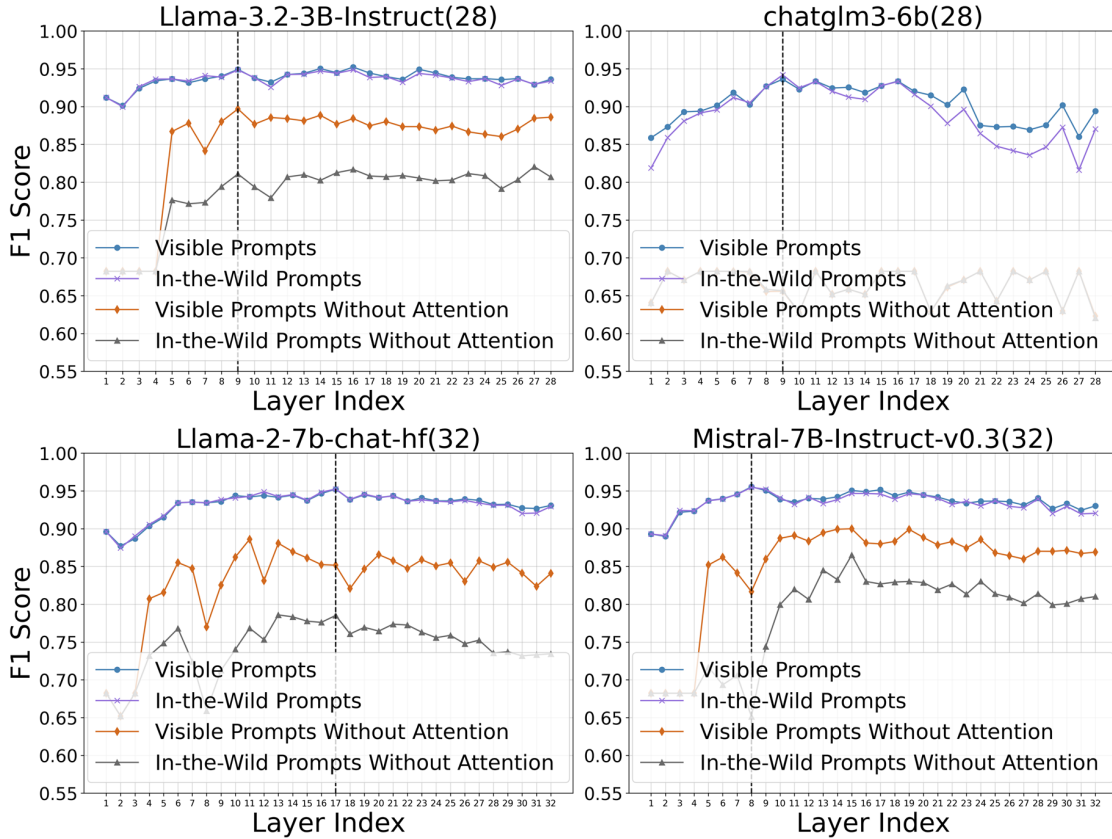 Llama-3.2-3B-Instruct(28)
1.00
0.95
0.90
0.85
0.80
0.75
0.70
0.65
0.60
0.55
F1 Score
Visible Prompts
In-the-Wild Prompts
Visible Prompts Without Attention
In-the-Wild Prompts Without Attention
1 2 3 4 5 6 7 8 9 10 11 12 13 14 15 16 17 18 19 20 21 22 23 24 25 26 27 28
Layer Index
chatglm3-6b(28)
1.00
0.95
0.90
0.85
0.80
0.75
0.70
0.65
0.60
0.55
Visible Prompts
In-the-Wild Prompts
Visible Prompts Without Attention
In-the-Wild Prompts Without Attention
1 2 3 4 5 6 7 8 9 10 11 12 13 14 15 16 17 18 19 20 21 22 23 24 25 26 27 28
Layer Index
Llama-2-7b-chat-hf(32)
1.00
0.95
0.90
0.85
0.80
0.75
0.70
0.65
0.60
0.55
F1 Score
Visible Prompts
In-the-Wild Prompts
Visible Prompts Without Attention
In-the-Wild Prompts Without Attention
1 2 3 4 5 6 7 8 9 10 11 12 13 14 15 16 17 18 19 20 21 22 23 24 25 26 27 28 29 30 31 32
Layer Index
Mistral-7B-Instruct-v0.3(32)
1.00
0.95
0.90
0.85
0.80
0.75
0.70
0.65
0.60
0.55
Visible Prompts
In-the-Wild Prompts
Visible Prompts Without Attention
In-the-Wild Prompts Without Attention
1 2 3 4 5 6 7 8 9 10 11 12 13 14 15 16 17 18 19 20 21 22 23 24 25 26 27 28 29 30 31 32
Layer Index